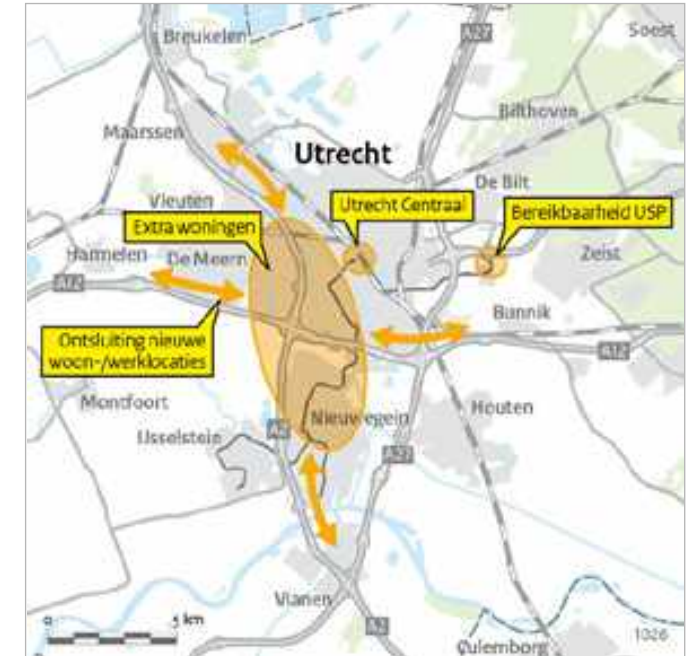 Breukelen
A27
Soest
Bilthoven
Maarssen
Utrecht
De Bilt
Vleuten
Utrecht Centraal
Bereikbaarheid USP
Extra woningen
Harmelen
De Meern
Zeist
A12
Bunnik
Ontsluiting nieuwe
woon-/werklocaties
A12
Montfoort
Nieuwegein
Houten
IJsselstein
A2
A27
Vianen
0
5 km
A2
Culemborg
1026